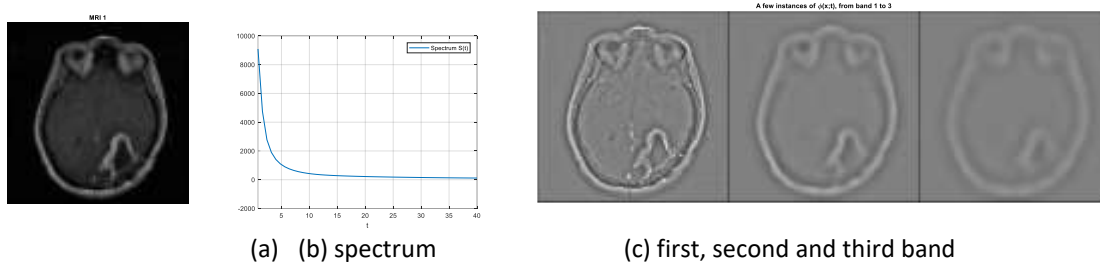 MRI 1
10000
8000
6000
4000
2000
0
-2000
5 10 15 20 25 30 35 40
t
Spectrum S(t)
A few instances of ϕ(x;t), from band 1 to 3
(a) (b) spectrum (c) first, second and third band